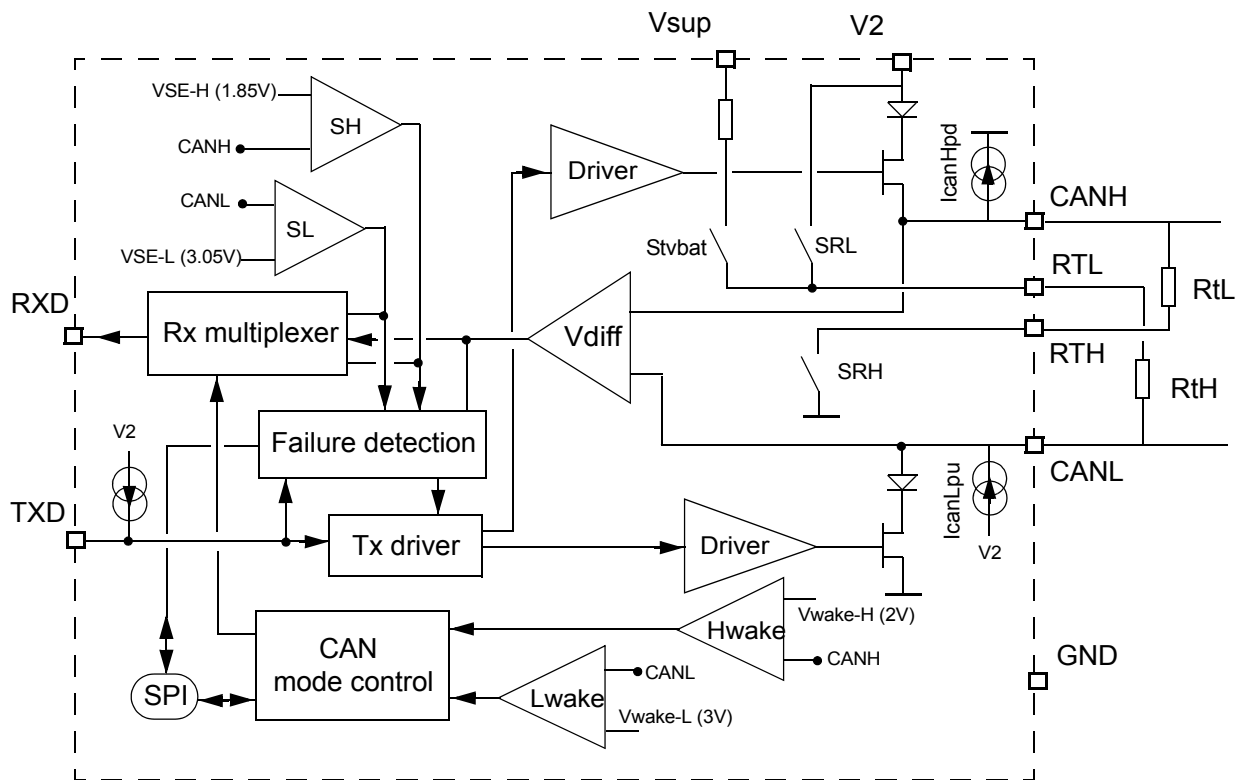 Vsup
V2
VSE-H (1.85V)
SH
CANH
CANL
SL
VSE-L (3.05V)
Driver
IcanHpd
CANH
Stvbat
SRL
RTL
RtL
RXD
Rx multiplexer
Vdiff
RTH
SRH
RtH
V2
Failure detection
CANL
IcanLpu
TXD
Tx driver
Driver
V2
CAN
mode control
Hwake
Vwake-H (2V)
CANH
GND
SPI
Lwake
CANL
Vwake-L (3V)